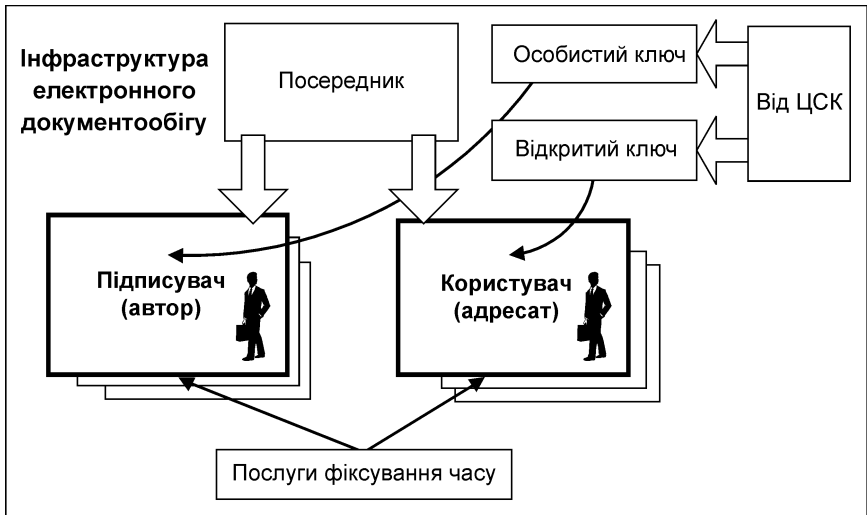 Інфраструктура
електронного
документообігу
Посередник
Особистий ключ
Відкритий ключ
Від ЦСК
Підписувач
(автор)
Користувач
(адресат)
Послуги фіксування часу